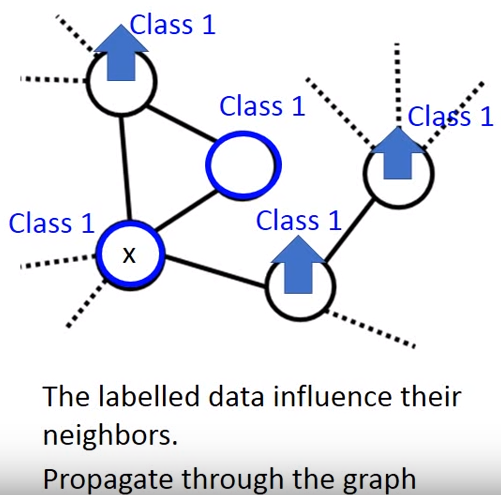 Class 1
Class 1
Class 1
Class 1
Class 1
x
The labelled data influence their
neighbors.
Propagate through the graph